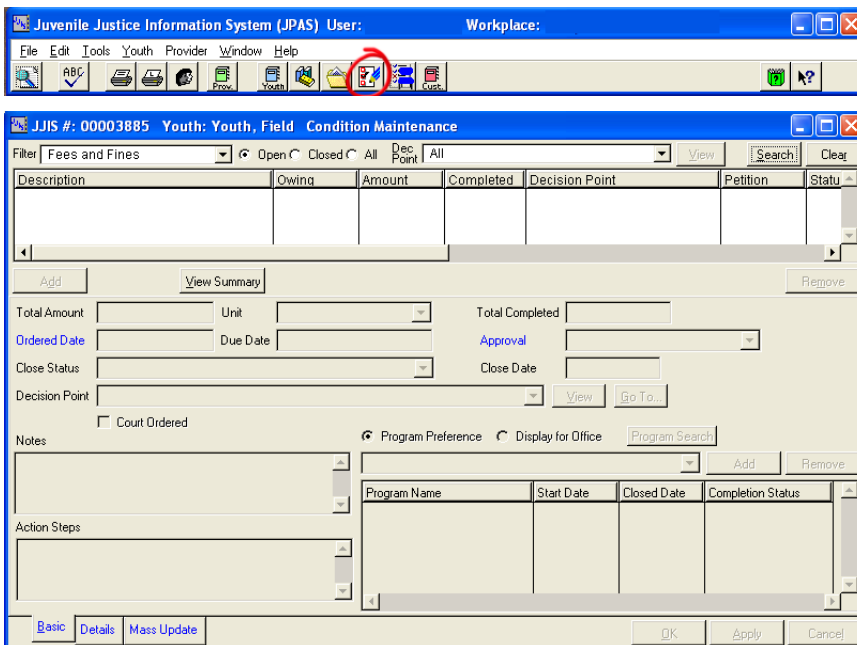 Juvenile Justice Information System (JPAS) User: Workplace:
File Edit Tools Youth Provider Window Help
ABC Prov. Youth Cust. ?
JJIS #: 00003885 Youth: Youth, Field Condition Maintenance
Filter Fees and Fines Open Closed All Dec Point All View Search Clear
Description Owing Amount Completed Decision Point Petition Statu
Add View Summary Remove
Total Amount Unit Total Completed
Ordered Date Due Date Approval
Close Status Close Date
Decision Point View Go To...
Court Ordered
Notes Program Preference Display for Office Program Search
Add Remove
Program Name Start Date Closed Date Completion Status
Action Steps
Basic Details Mass Update OK Apply Cancel